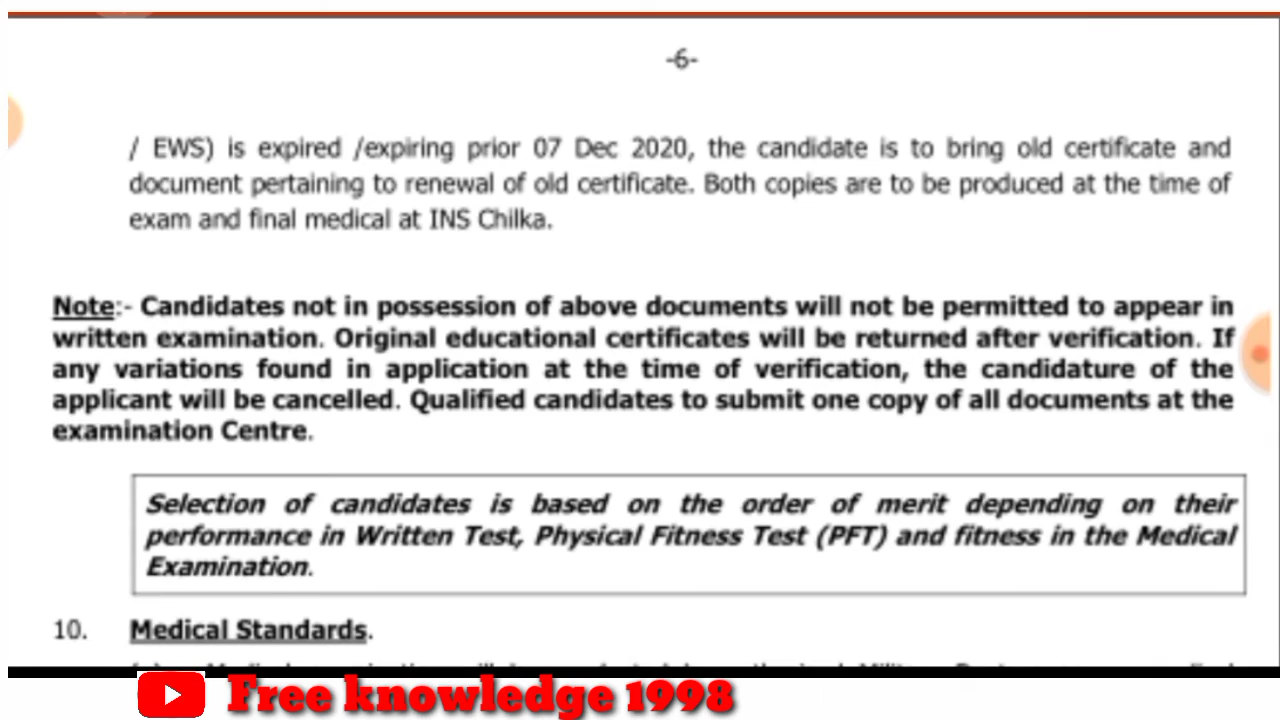 -6-
/ EWS) is expired /expiring prior 07 Dec 2020, the candidate is to bring old certificate and
document pertaining to renewal of old certificate. Both copies are to be produced at the time of
exam and final medical at INS Chilka.
Note:- Candidates not in possession of above documents will not be permitted to appear in
written examination. Original educational certificates will be returned after verification. If
any variations found in application at the time of verification, the candidature of the
applicant will be cancelled. Qualified candidates to submit one copy of all documents at the
examination Centre.
Selection of candidates is based on the order of merit depending on their
performance in Written Test, Physical Fitness Test (PFT) and fitness in the Medical
Examination.
10. Medical Standards.
Free knowledge 1998